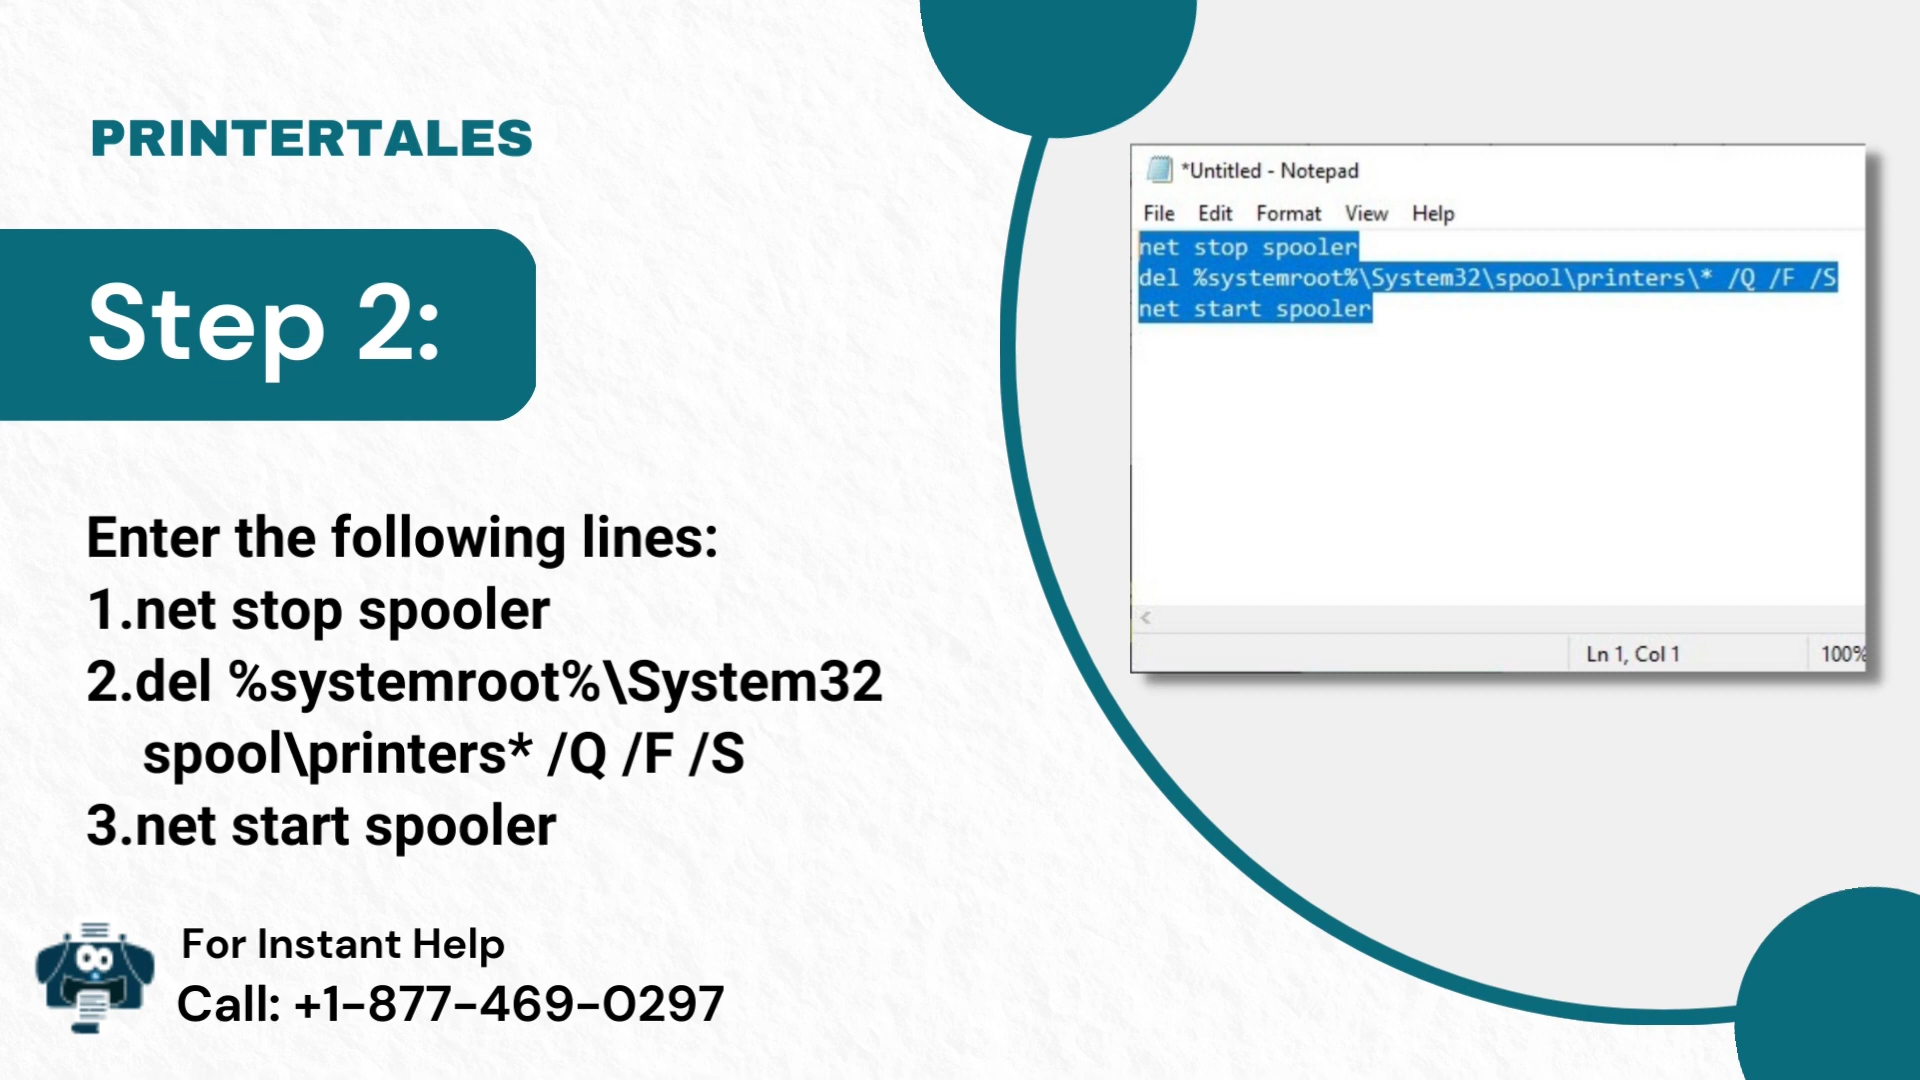 PRINTERTALES
Step 2:
Enter the following lines:
1.net stop spooler
2.del %systemroot%\System32
spool\printers* /Q /F /S
3.net start spooler
For Instant Help
Call: +1-877-469-0297
*Untitled - Notepad
File Edit Format View Help
net stop spooler
del %systemroot%\System32\spool\printers\* /Q /F /S
net start spooler
Ln 1, Col 1 100%